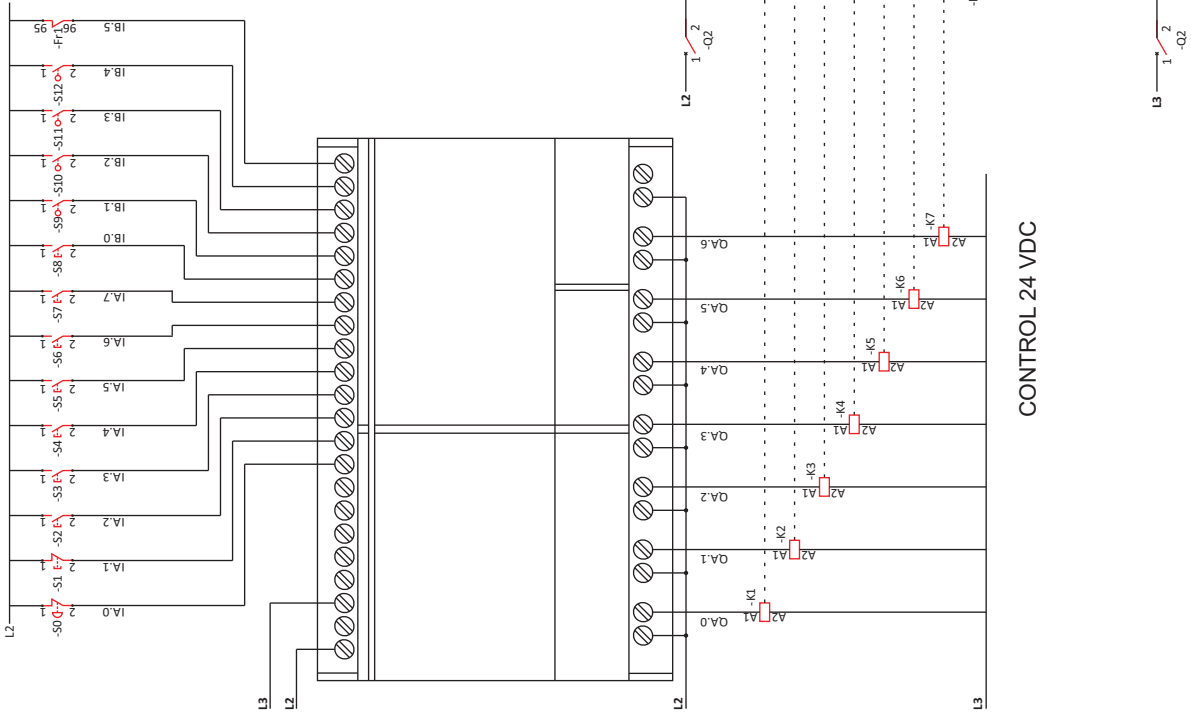 95 -Fr1 96 IB.5
1 -S12 2 IB.4
1 -S11 2 IB.3
1 -S10 2 IB.2
1 -S9 2 IB.1
1 -S8 2 IB.0
1 -S7 2 IA.7
1 -S6 2 IA.6
1 -S5 2 IA.5
1 -S4 2 IA.4
1 -S3 2 IA.3
1 -S2 2 IA.2
1 -S1 2 IA.1
1 -S0 2 IA.0
L2
L3
L2
L2 1 2 -Q2
L3 1 2 -Q2
QA.6 A1 -K7 A2
QA.5 A1 -K6 A2
QA.4 A1 -K5 A2
QA.3 A1 -K4 A2
QA.2 A1 -K3 A2
QA.1 A1 -K2 A2
QA.0 A1 -K1 A2
L2
L3
CONTROL 24 VDC